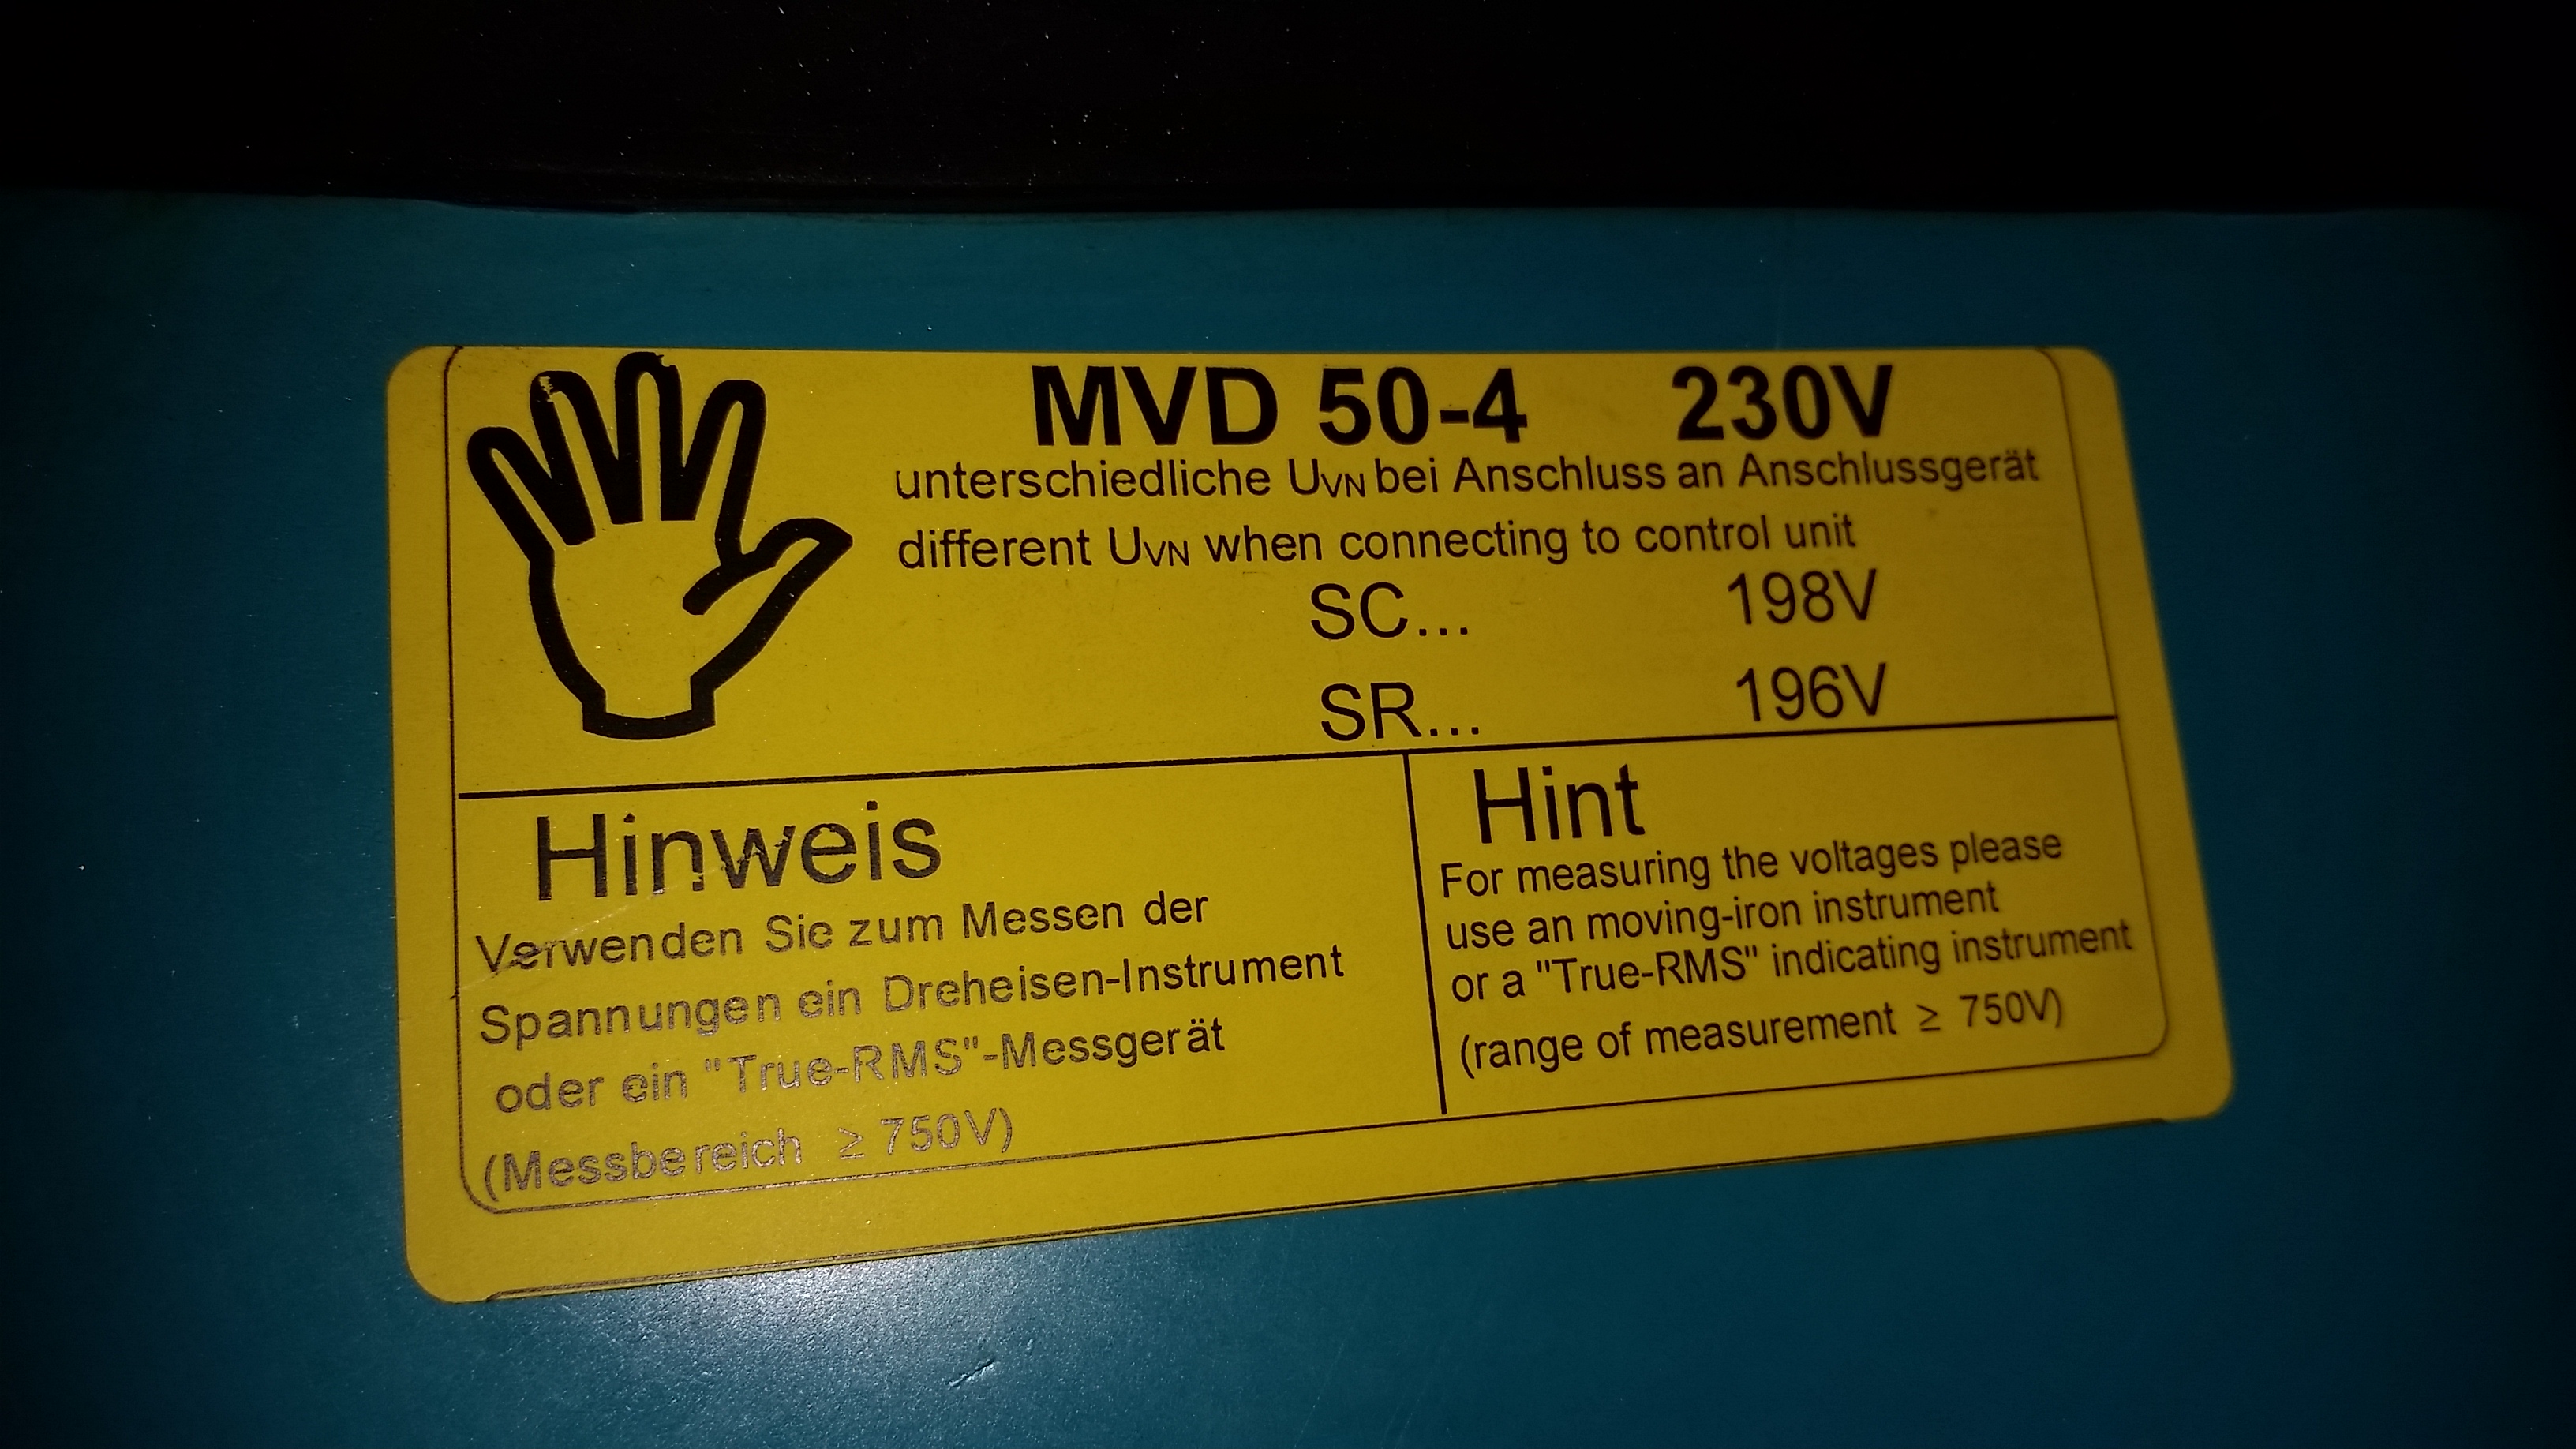 MVD 50-4 230V
unterschiedliche UVN bei Anschluss an Anschlussgerät
different UVN when connecting to control unit
SC... 198V
SR... 196V
Hinweis
Verwenden Sie zum Messen der
Spannungen ein Dreheisen-Instrument
oder ein "True-RMS"-Messgerät
(Messbereich ≥ 750V)
Hint
For measuring the voltages please
use an moving-iron instrument
or a "True-RMS" indicating instrument
(range of measurement ≥ 750V)